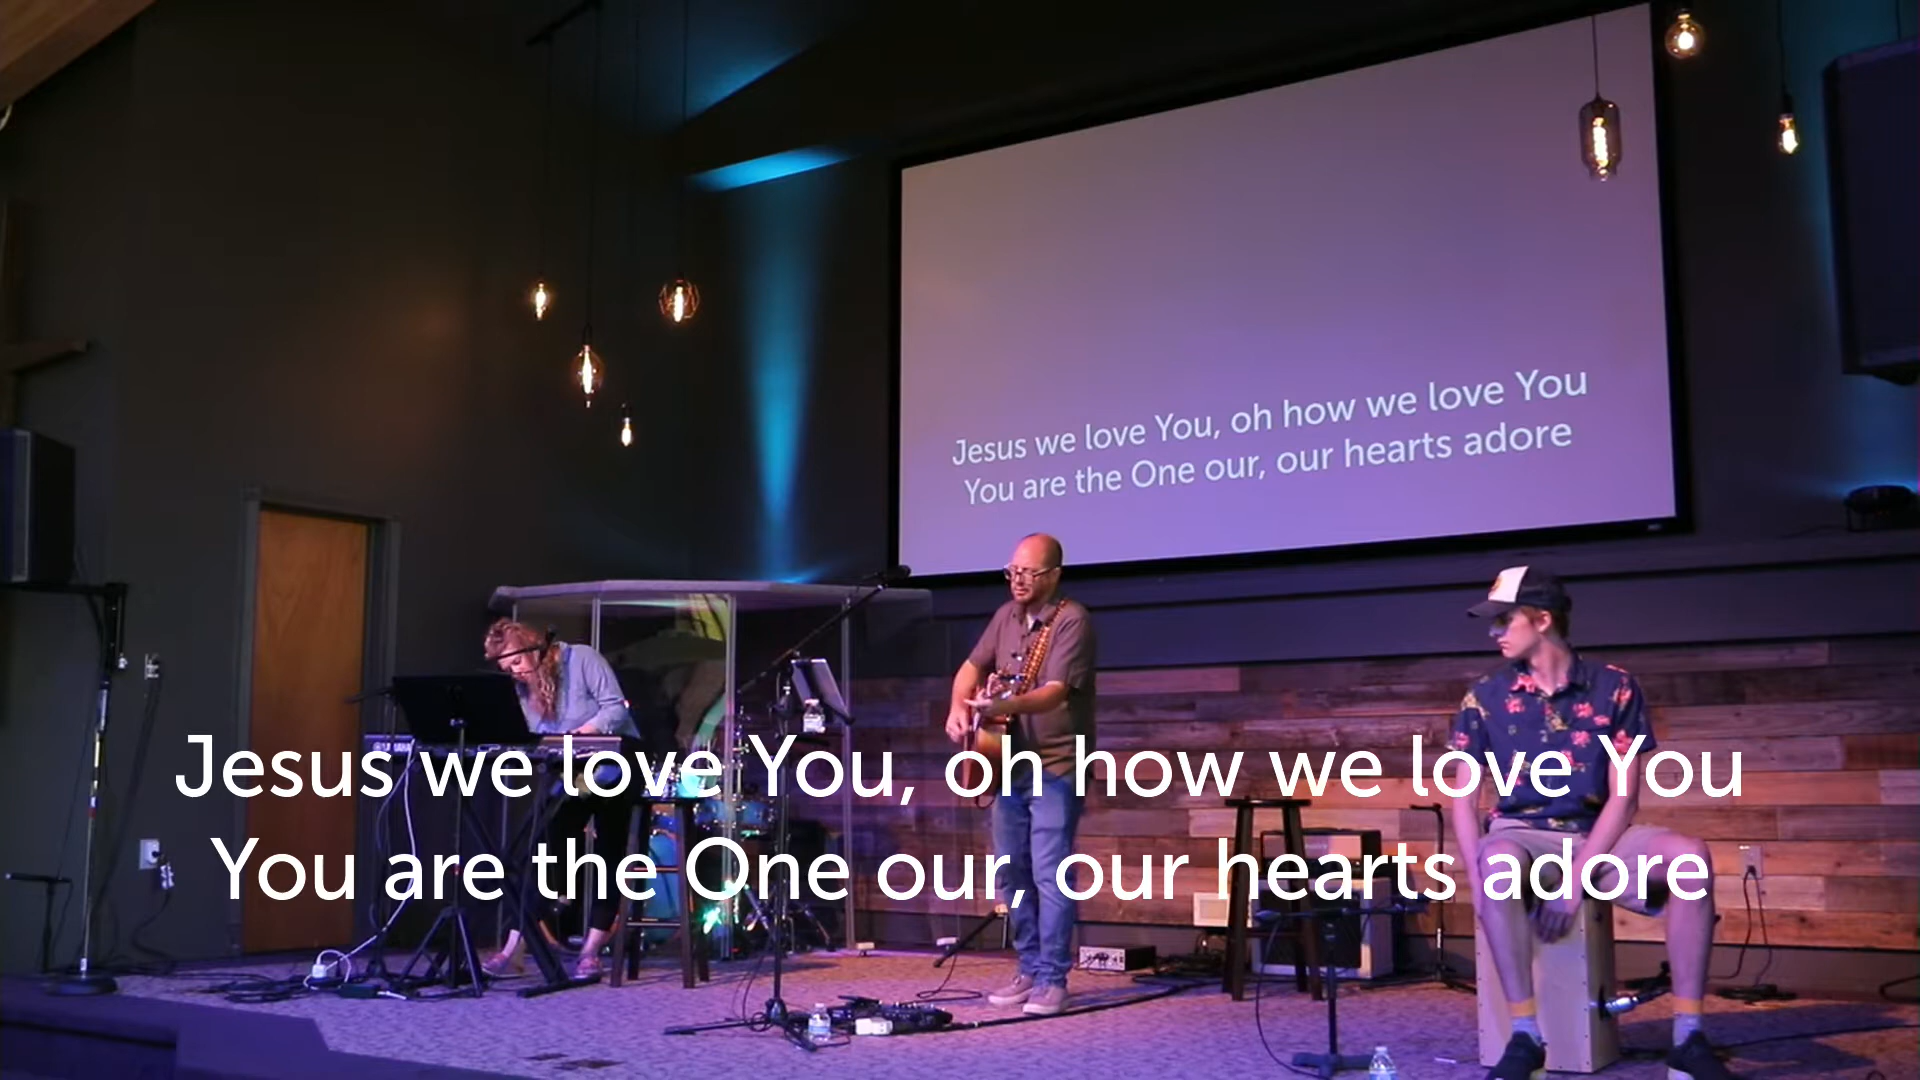 Jesus we love You, oh how we love You
You are the One our, our hearts adore
YAMAHA
Jesus we love You, oh how we love You
You are the One our, our hearts adore